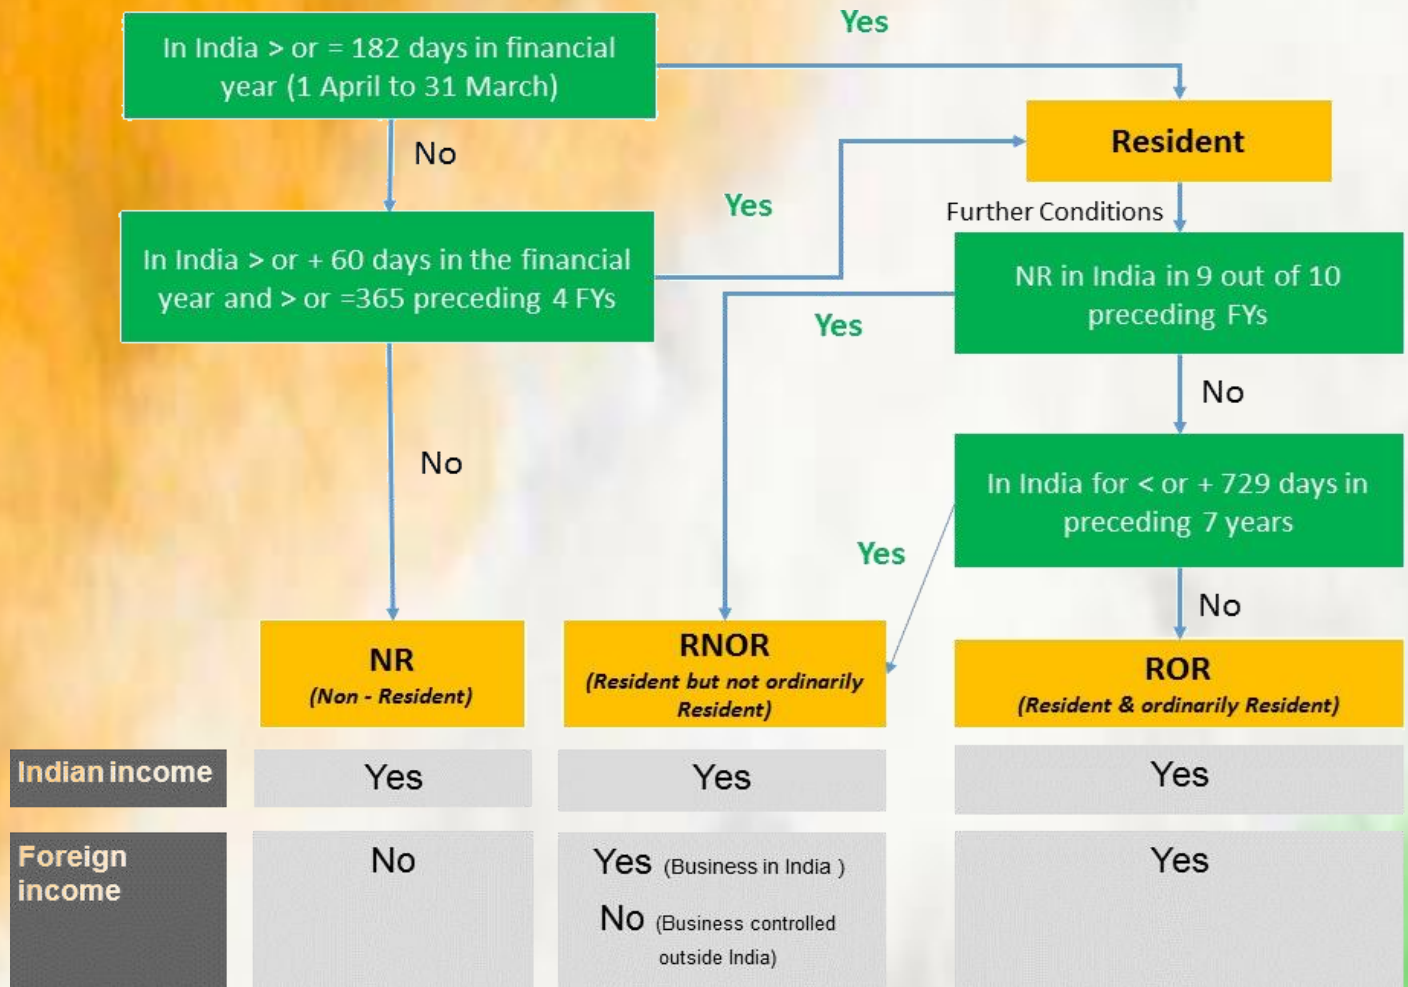 Yes
In India > or = 182 days in financial
year (1 April to 31 March)
Resident
No
Yes
Further Conditions
In India > or + 60 days in the financial
year and > or =365 preceding 4 FYs
NR in India in 9 out of 10
preceding FYs
Yes
No
No
In India for < or + 729 days in
preceding 7 years
Yes
No
NR
(Non - Resident)
RNOR
(Resident but not ordinarily
Resident)
ROR
(Resident & ordinarily Resident)
Indian income
Yes
Yes
Yes
Foreign
income
No
Yes (Business in India )
No (Business controlled
outside India)
Yes